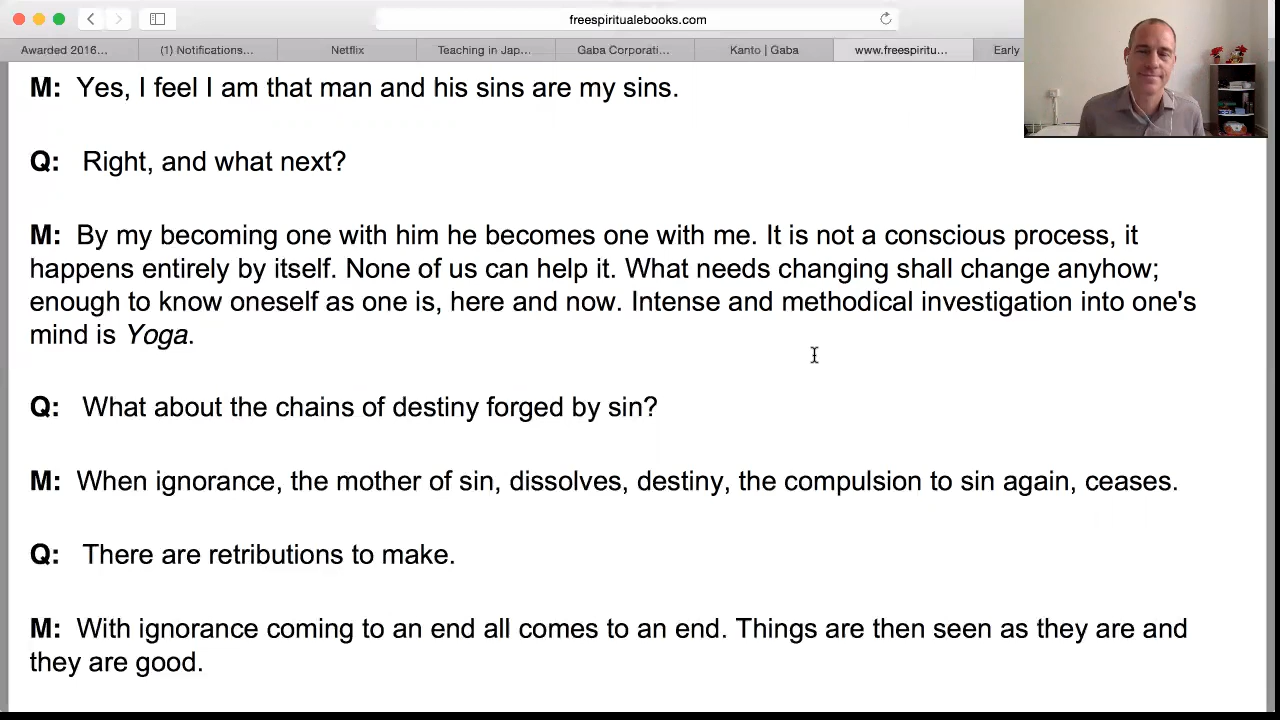 freespiritualebooks.com
Awarded 2016... (1) Notifications... Netflix Teaching in Jap... Gaba Corporati... Kanto | Gaba www.freespiritu... Early
M: Yes, I feel I am that man and his sins are my sins.
Q: Right, and what next?
M: By my becoming one with him he becomes one with me. It is not a conscious process, it
happens entirely by itself. None of us can help it. What needs changing shall change anyhow;
enough to know oneself as one is, here and now. Intense and methodical investigation into one's
mind is Yoga.
Q: What about the chains of destiny forged by sin?
M: When ignorance, the mother of sin, dissolves, destiny, the compulsion to sin again, ceases.
Q: There are retributions to make.
M: With ignorance coming to an end all comes to an end. Things are then seen as they are and
they are good.